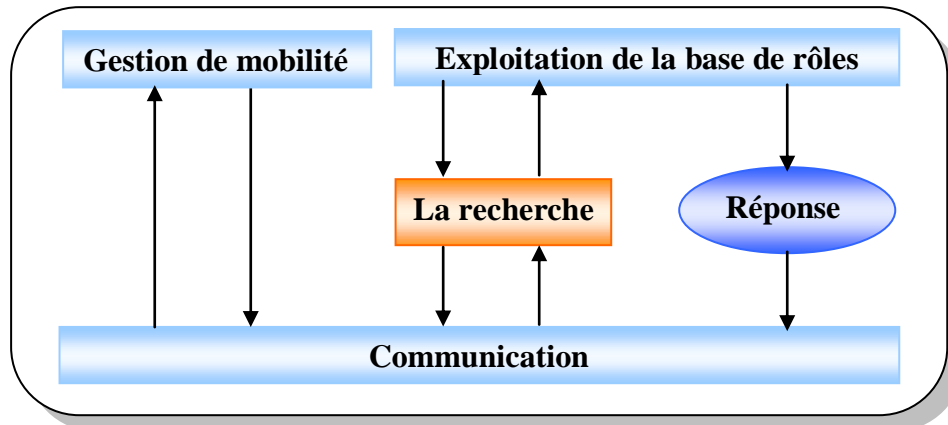 Gestion de mobilité
Exploitation de la base de rôles
La recherche
Réponse
Communication